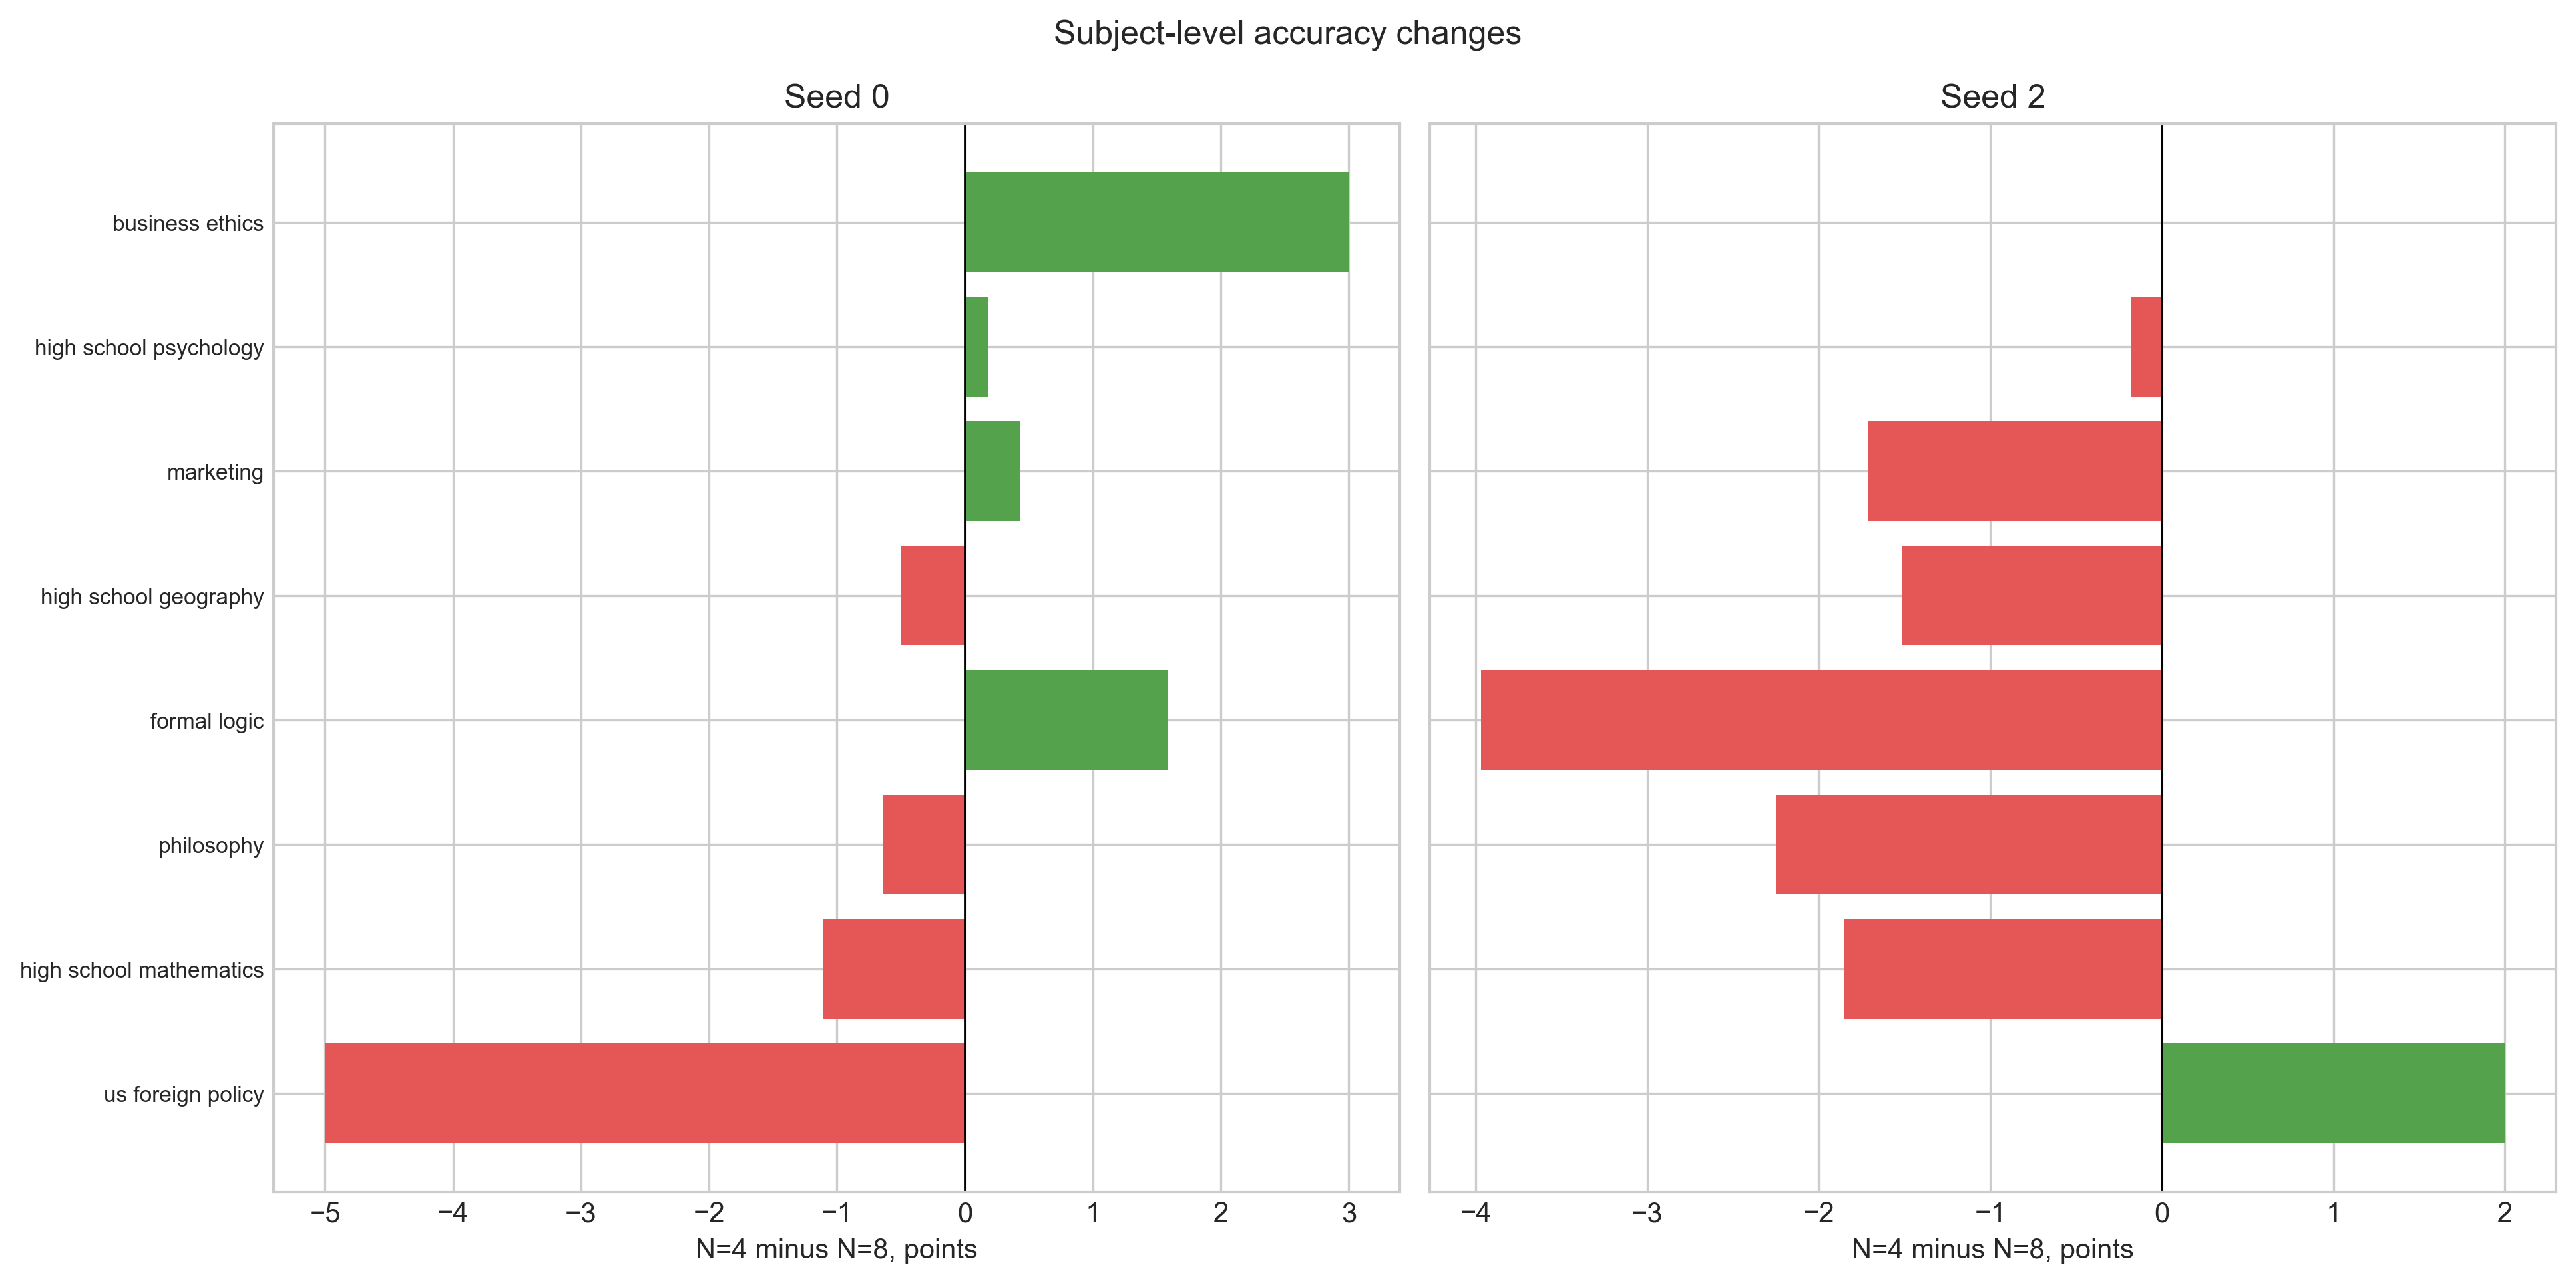 Subject-level accuracy changes
Seed 0
business ethics
high school psychology
marketing
high school geography
formal logic
philosophy
high school mathematics
us foreign policy
−5 −4 −3 −2 −1 0 1 2 3
N=4 minus N=8, points
Seed 2
−4 −3 −2 −1 0 1 2
N=4 minus N=8, points